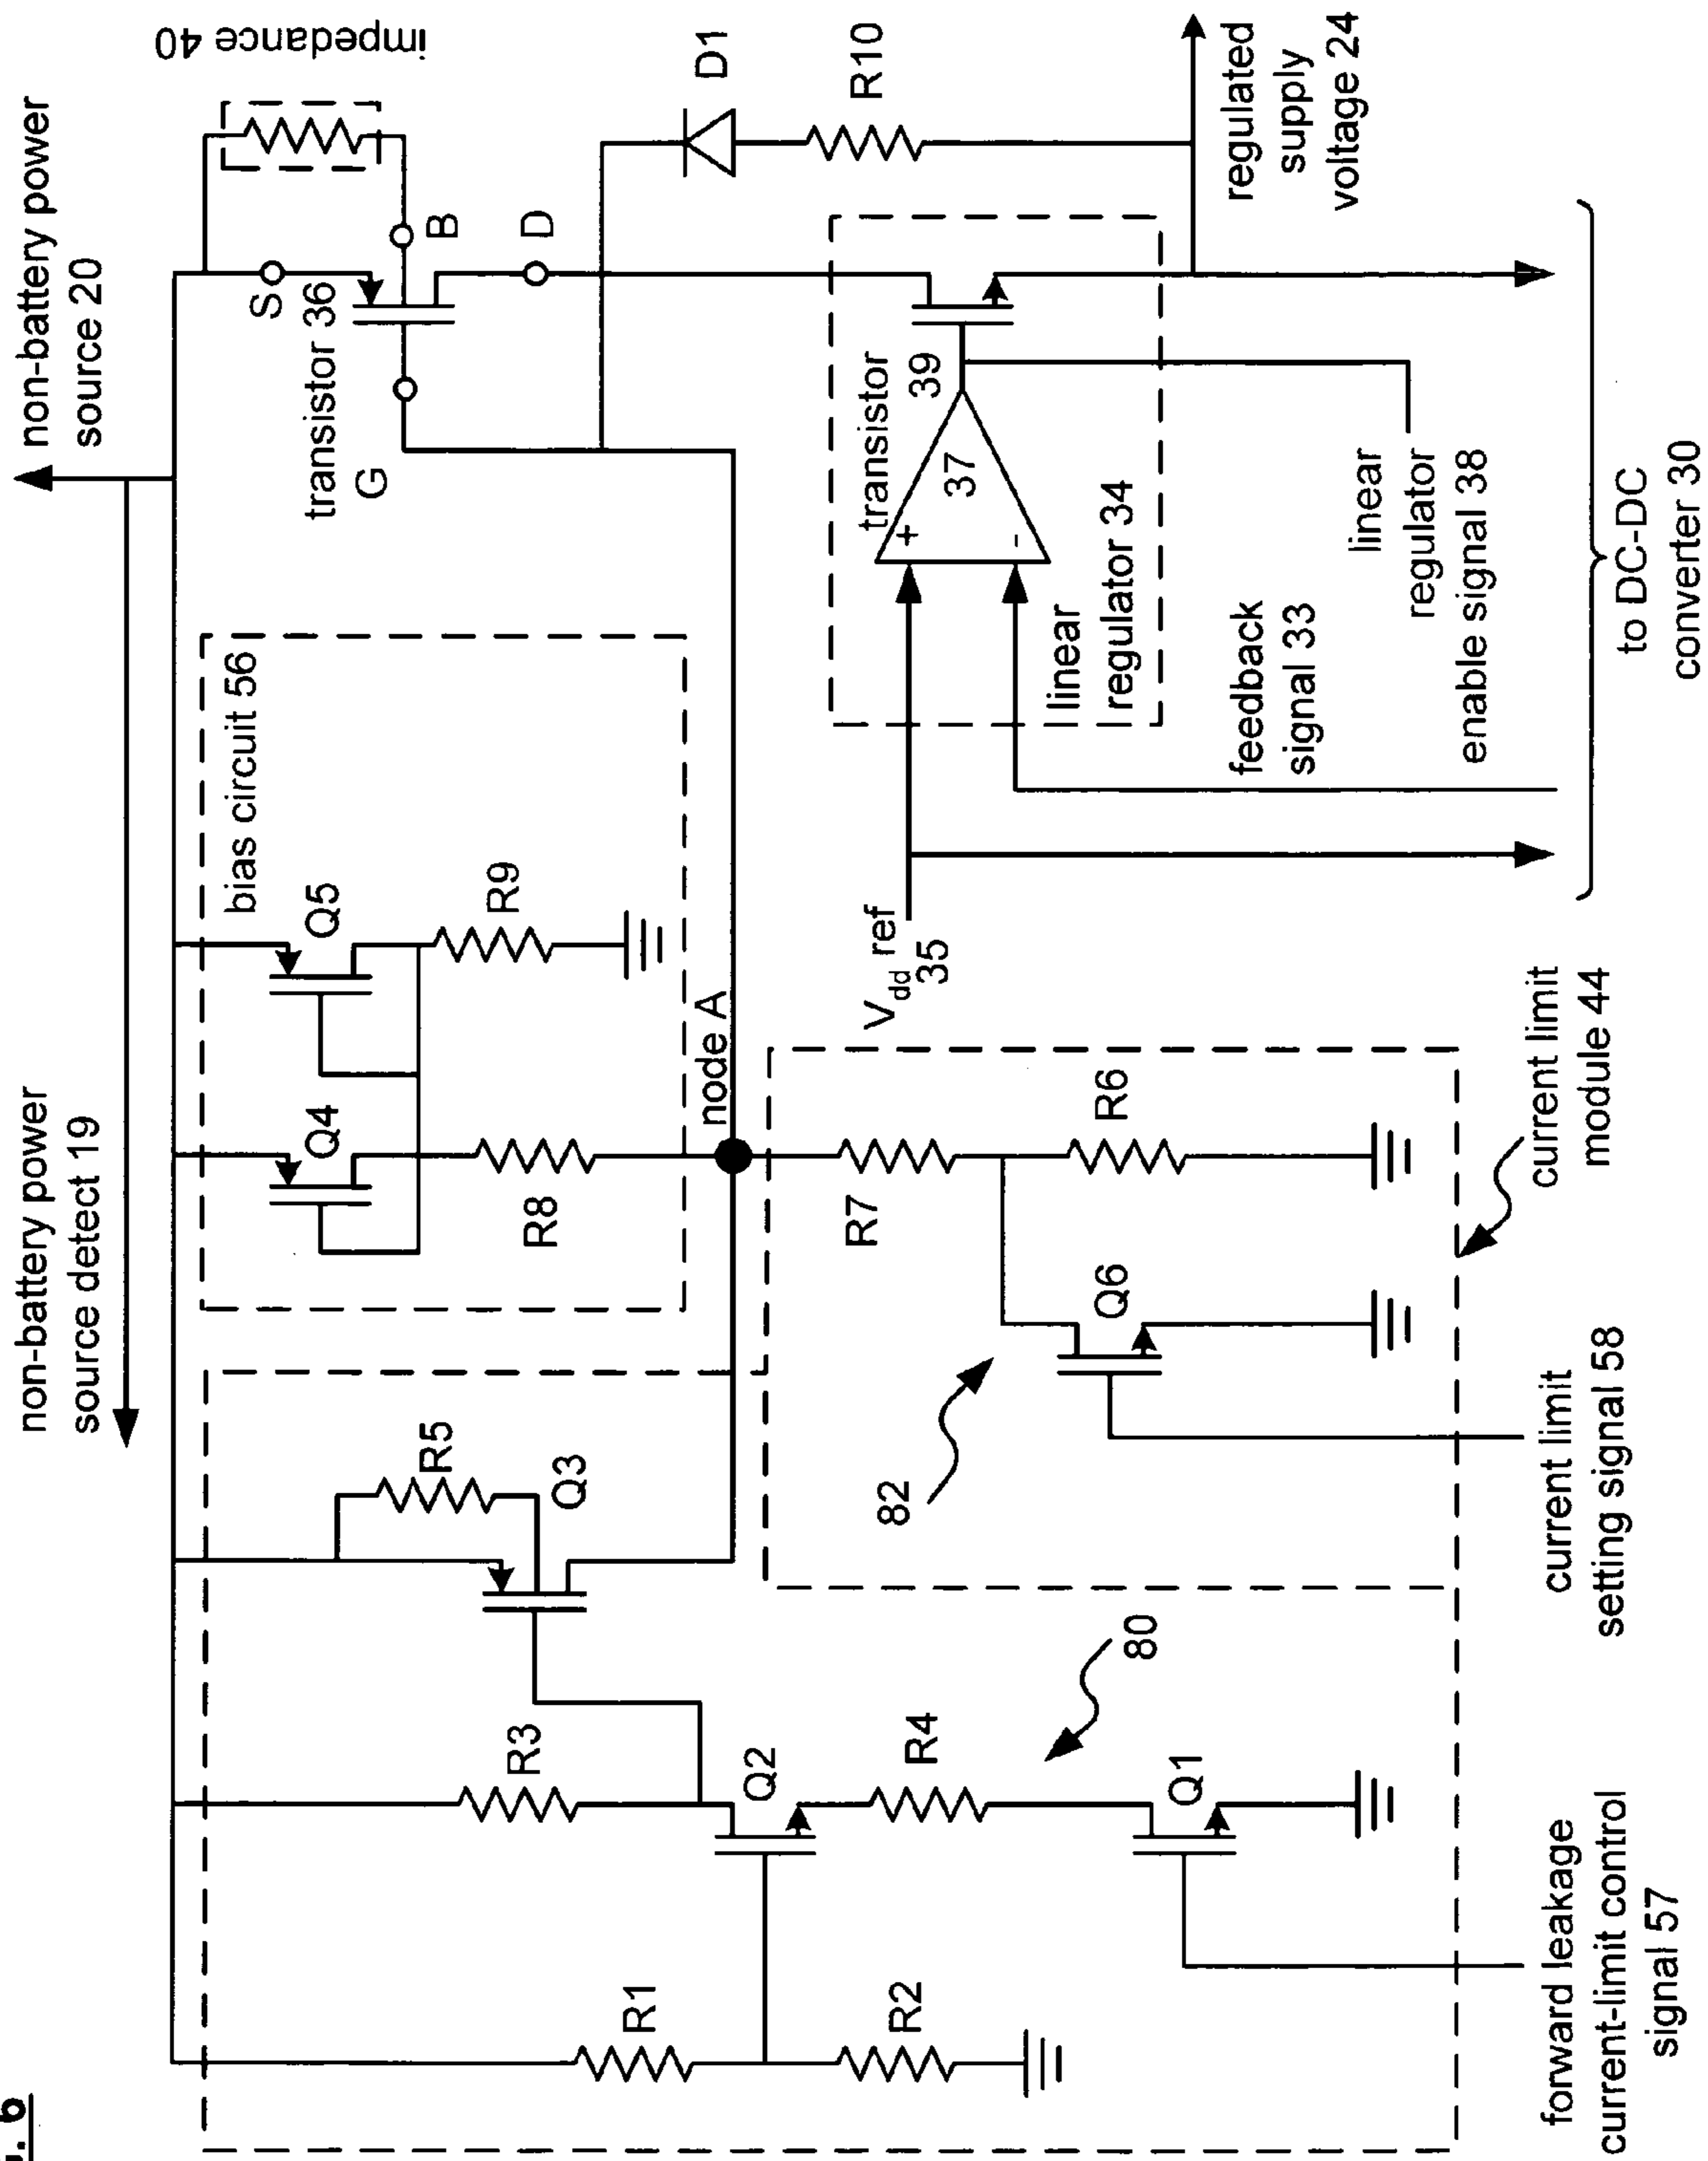 non-battery power
source detect 19
non-battery power
source 20
impedance 40
S
transistor 36
B
G
D
D1
R10
regulated
supply
voltage 24
bias circuit 56
Q5
R9
Q4
R8
node A
R5
Q3
R3
Q2
R4
80
Q1
R1
R2
R7
R6
Q6
82
V_dd ref
35
transistor
39
37
+
-
linear
regulator 34
feedback
signal 33
linear
regulator
enable signal 38
to DC-DC
converter 30
current limit
module 44
current limit
setting signal 58
forward leakage
current-limit control
signal 57
6